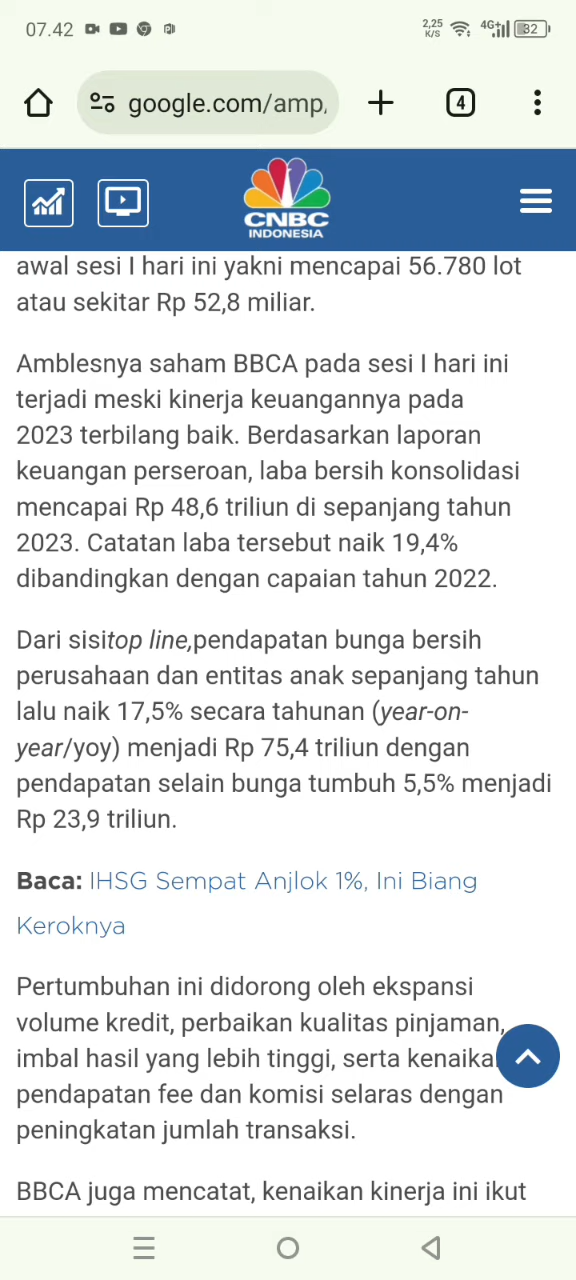 07.42
2,25
K/S
4G+
32
google.com/amp
4
CNBC
INDONESIA
awal sesi I hari ini yakni mencapai 56.780 lot
atau sekitar Rp 52,8 miliar.
Amblesnya saham BBCA pada sesi I hari ini
terjadi meski kinerja keuangannya pada
2023 terbilang baik. Berdasarkan laporan
keuangan perseroan, laba bersih konsolidasi
mencapai Rp 48,6 triliun di sepanjang tahun
2023. Catatan laba tersebut naik 19,4%
dibandingkan dengan capaian tahun 2022.
Dari sisitop line,pendapatan bunga bersih
perusahaan dan entitas anak sepanjang tahun
lalu naik 17,5% secara tahunan (year-on-
year/yoy) menjadi Rp 75,4 triliun dengan
pendapatan selain bunga tumbuh 5,5% menjadi
Rp 23,9 triliun.
Baca: IHSG Sempat Anjlok 1%, Ini Biang
Keroknya
Pertumbuhan ini didorong oleh ekspansi
volume kredit, perbaikan kualitas pinjaman,
imbal hasil yang lebih tinggi, serta kenaika
pendapatan fee dan komisi selaras dengan
peningkatan jumlah transaksi.
BBCA juga mencatat, kenaikan kinerja ini ikut